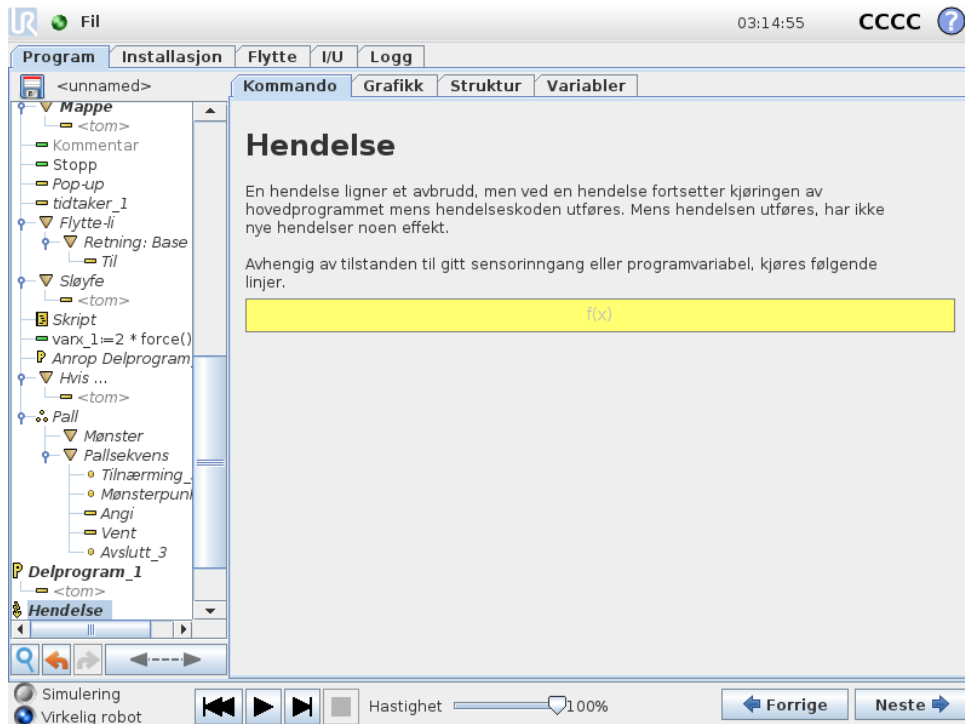 UR Fil 03:14:55 CCCC ?
Program Installasjon Flytte I/U Logg
<unnamed>
Kommando Grafikk Struktur Variabler
Mappe
<tom>
Kommentar
Stopp
Pop-up
tidtaker_1
Flytte-li
Retning: Base
Til
Sløyfe
<tom>
Skript
varx_1:=2 * force()
Anrop Delprogram_
Hvis ...
<tom>
Pall
Mønster
Pallsekvens
Tilnærming_
Mønsterpunk
Angi
Vent
Avslutt_3
Delprogram_1
<tom>
Hendelse
Hendelse
En hendelse ligner et avbrudd, men ved en hendelse fortsetter kjøringen av
hovedprogrammet mens hendelseskoden utføres. Mens hendelsen utføres, har ikke
nye hendelser noen effekt.
Avhengig av tilstanden til gitt sensorinngang eller programvariabel, kjøres følgende
linjer.
f(x)
Simulering
Virkelig robot
Hastighet 100%
Forrige Neste